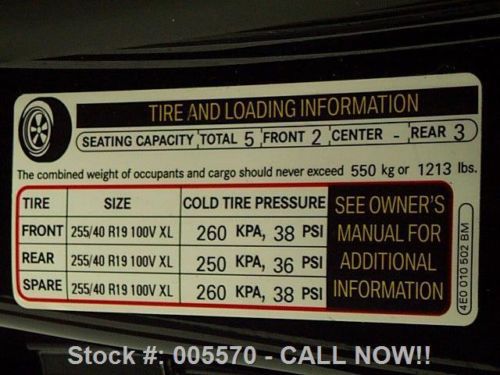 TIRE AND LOADING INFORMATION
SEATING CAPACITY TOTAL 5 FRONT 2 CENTER - REAR 3
The combined weight of occupants and cargo should never exceed 550 kg or 1213 lbs.
TIRE SIZE COLD TIRE PRESSURE
FRONT 255/40 R19 100V XL 260 KPA, 38 PSI
REAR 255/40 R19 100V XL 250 KPA, 36 PSI
SPARE 255/40 R19 100V XL 260 KPA, 38 PSI
SEE OWNER'S
MANUAL FOR
ADDITIONAL
INFORMATION
4E0 010 502 BM
Stock #: 005570 - CALL NOW!!